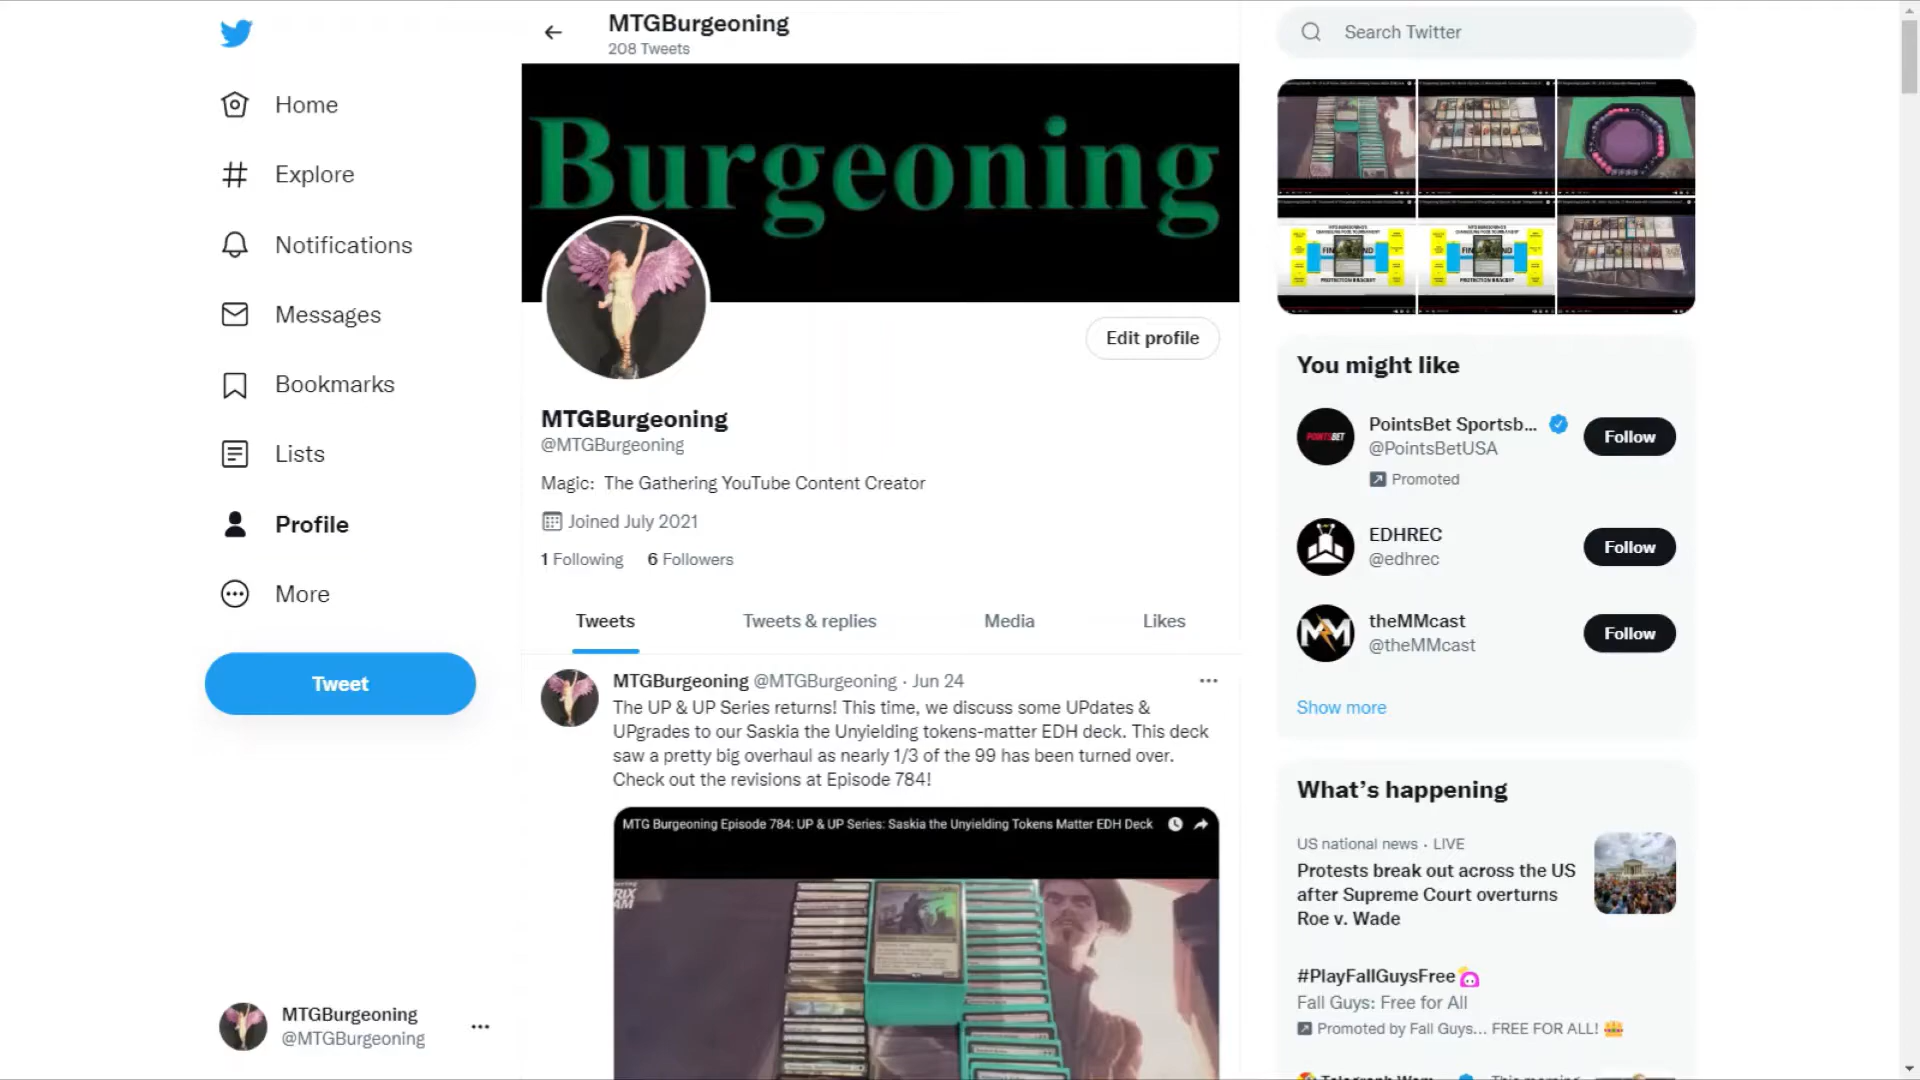 MTGBurgeoning
208 Tweets
Search Twitter
Home
Explore
Notifications
Messages
Bookmarks
Lists
Profile
More
Tweet
MTGBurgeoning
@MTGBurgeoning
Burgeoning
Edit profile
MTGBurgeoning
@MTGBurgeoning
Magic: The Gathering YouTube Content Creator
Joined July 2021
1 Following 6 Followers
Tweets Tweets & replies Media Likes
MTGBurgeoning @MTGBurgeoning · Jun 24
The UP & UP Series returns! This time, we discuss some UPdates &
UPgrades to our Saskia the Unyielding tokens-matter EDH deck. This deck
saw a pretty big overhaul as nearly 1/3 of the 99 has been turned over.
Check out the revisions at Episode 784!
MTG Burgeoning Episode 784: UP & UP Series: Saskia the Unyielding Tokens Matter EDH Deck
You might like
POINTSBET
PointsBet Sportsb...
@PointsBetUSA
Promoted
Follow
EDHREC
@edhrec
Follow
MM
theMMcast
@theMMcast
Follow
Show more
What's happening
US national news · LIVE
Protests break out across the US
after Supreme Court overturns
Roe v. Wade
#PlayFallGuysFree
Fall Guys: Free for All
Promoted by Fall Guys... FREE FOR ALL!